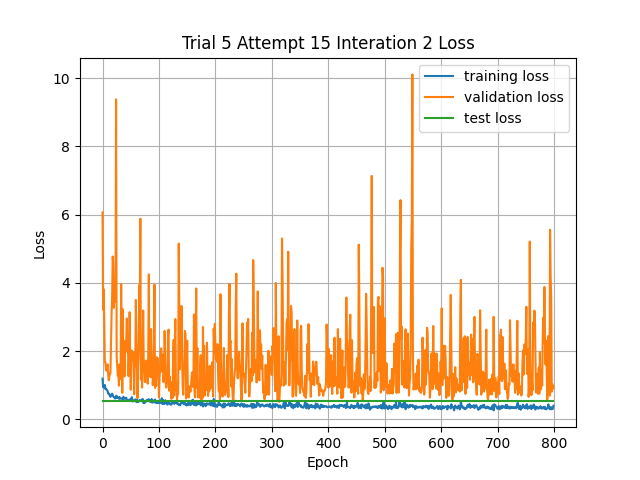 Trial 5 Attempt 15 Interation 2 Loss
training loss
validation loss
test loss
Loss
10
8
6
4
2
0
0 100 200 300 400 500 600 700 800
Epoch